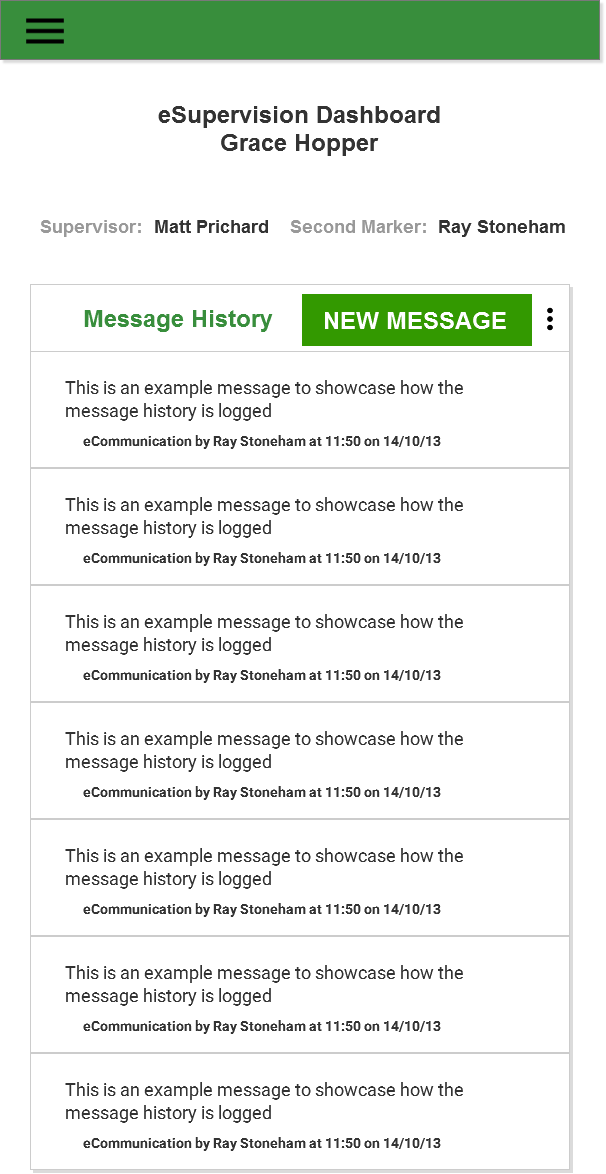 eSupervision Dashboard
Grace Hopper
Supervisor: Matt Prichard Second Marker: Ray Stoneham
Message History NEW MESSAGE
This is an example message to showcase how the
message history is logged
eCommunication by Ray Stoneham at 11:50 on 14/10/13
This is an example message to showcase how the
message history is logged
eCommunication by Ray Stoneham at 11:50 on 14/10/13
This is an example message to showcase how the
message history is logged
eCommunication by Ray Stoneham at 11:50 on 14/10/13
This is an example message to showcase how the
message history is logged
eCommunication by Ray Stoneham at 11:50 on 14/10/13
This is an example message to showcase how the
message history is logged
eCommunication by Ray Stoneham at 11:50 on 14/10/13
This is an example message to showcase how the
message history is logged
eCommunication by Ray Stoneham at 11:50 on 14/10/13
This is an example message to showcase how the
message history is logged
eCommunication by Ray Stoneham at 11:50 on 14/10/13